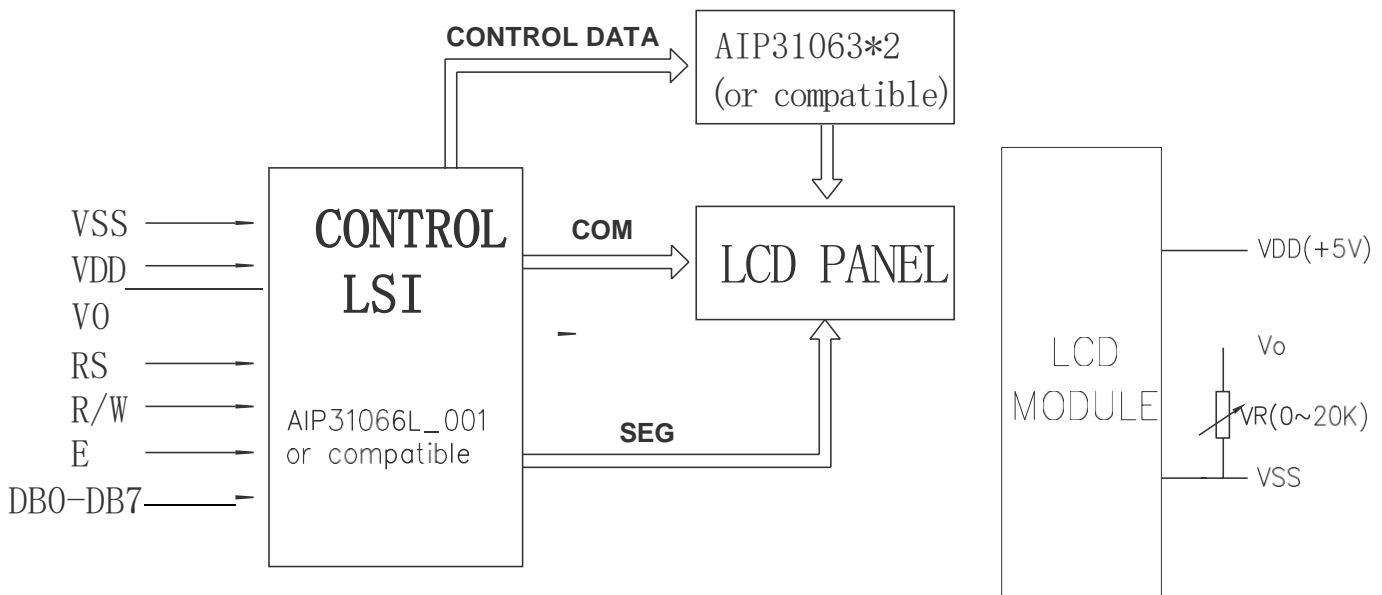 CONTROL DATA
AIP31063*2
(or compatible)
VSS
VDD
VO
RS
R/W
E
DB0-DB7
CONTROL
LSI
AIP31066L_001
or compatible
COM
SEG
LCD PANEL
LCD
MODULE
VDD(+5V)
Vo
VR(0~20K)
VSS